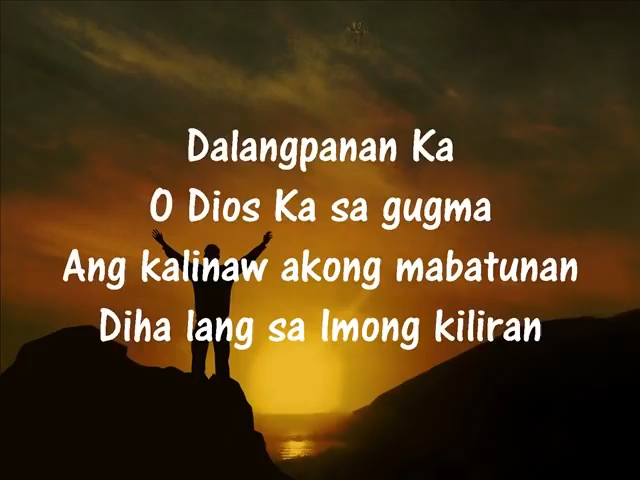 Dalangpanan Ka
O Dios Ka sa gugma
Ang kalinaw akong mabatunan
Diha lang sa Imong kiliran